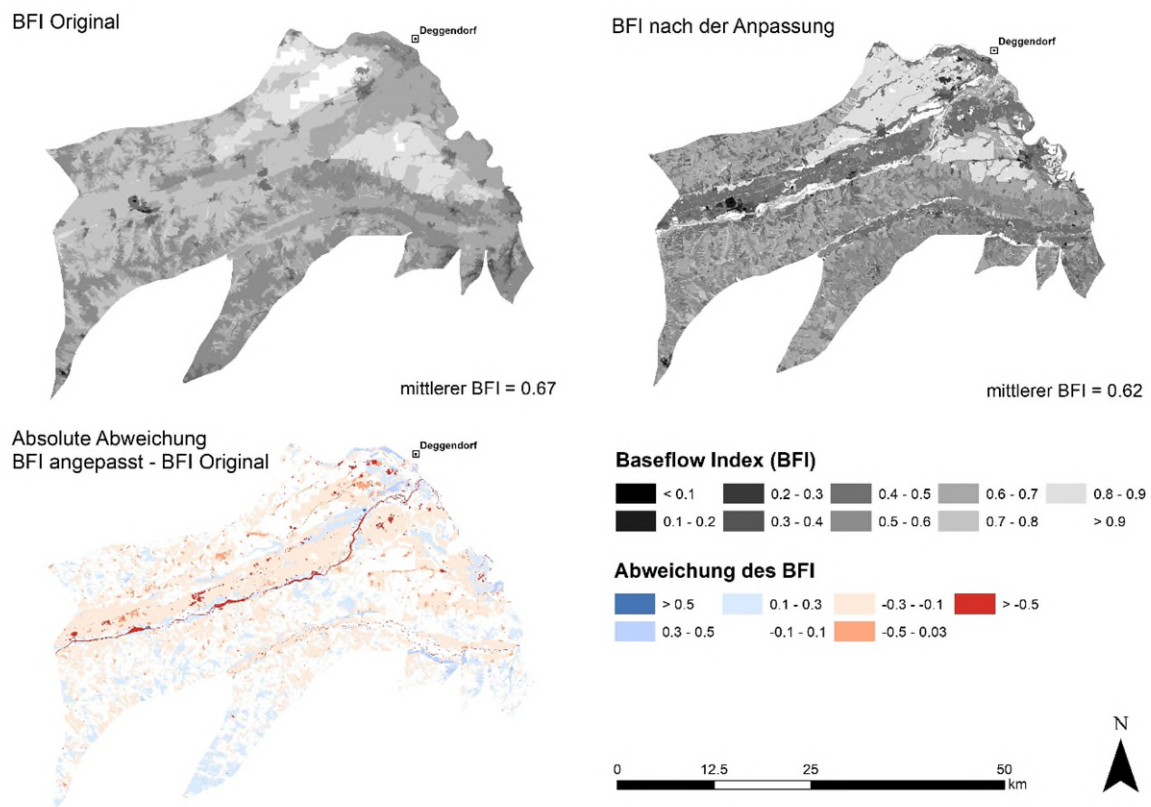 BFI Original
Deggendorf
mittlerer BFI = 0.67
BFI nach der Anpassung
Deggendorf
mittlerer BFI = 0.62
Absolute Abweichung
BFI angepasst - BFI Original
Deggendorf
Baseflow Index (BFI)
< 0.1 0.2 - 0.3 0.4 - 0.5 0.6 - 0.7 0.8 - 0.9
0.1 - 0.2 0.3 - 0.4 0.5 - 0.6 0.7 - 0.8 > 0.9
Abweichung des BFI
> 0.5 0.1 - 0.3 -0.3 - -0.1 > -0.5
0.3 - 0.5 -0.1 - 0.1 -0.5 - 0.03
N
0 12.5 25 50
km